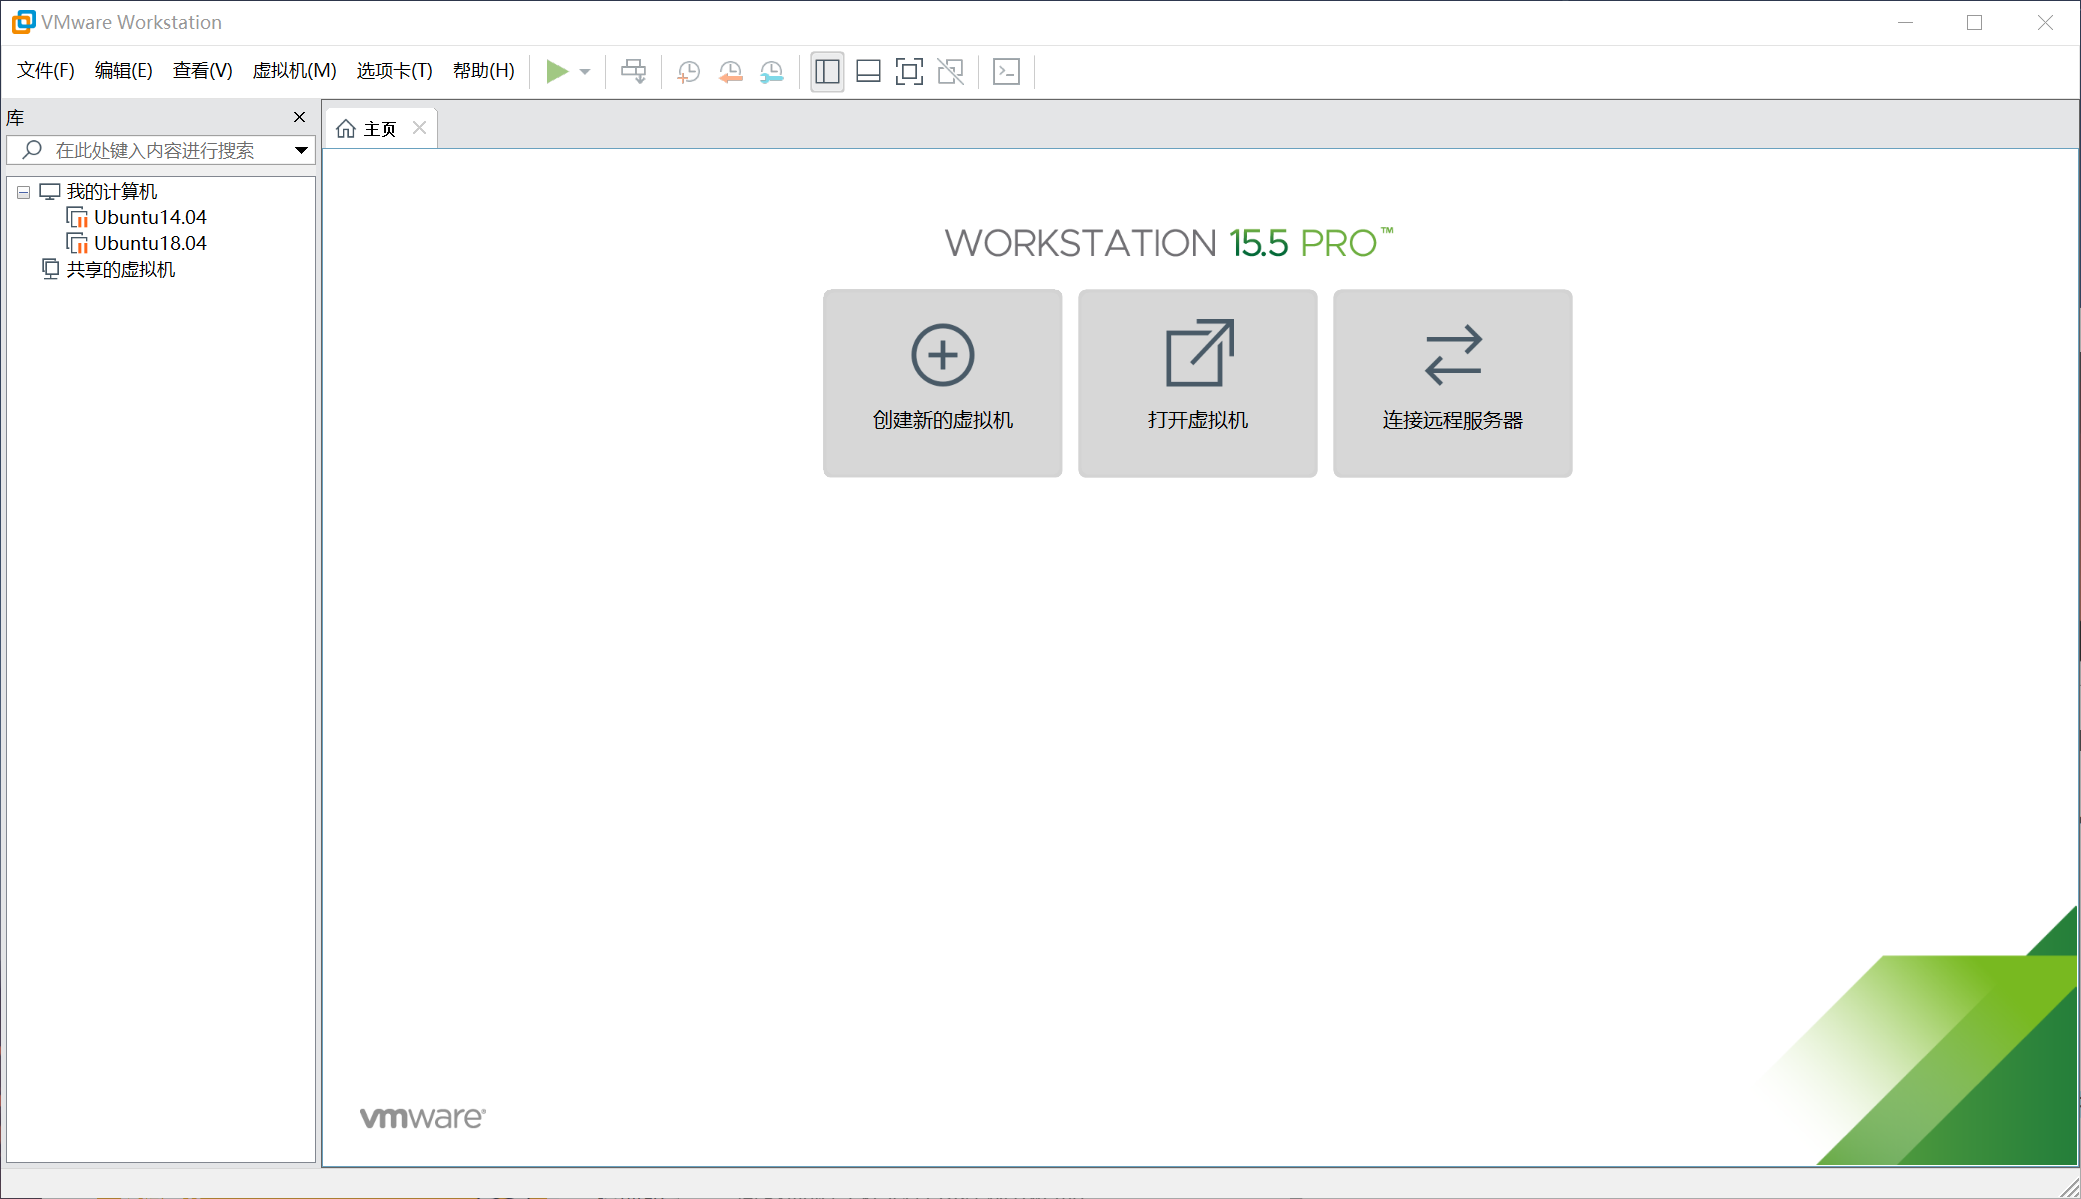 VMware Workstation
文件(F) 编辑(E) 查看(V) 虚拟机(M) 选项卡(T) 帮助(H)
库
在此处键入内容进行搜索
我的计算机
Ubuntu14.04
Ubuntu18.04
共享的虚拟机
主页
WORKSTATION 15.5 PRO™
创建新的虚拟机 打开虚拟机 连接远程服务器
vmware®